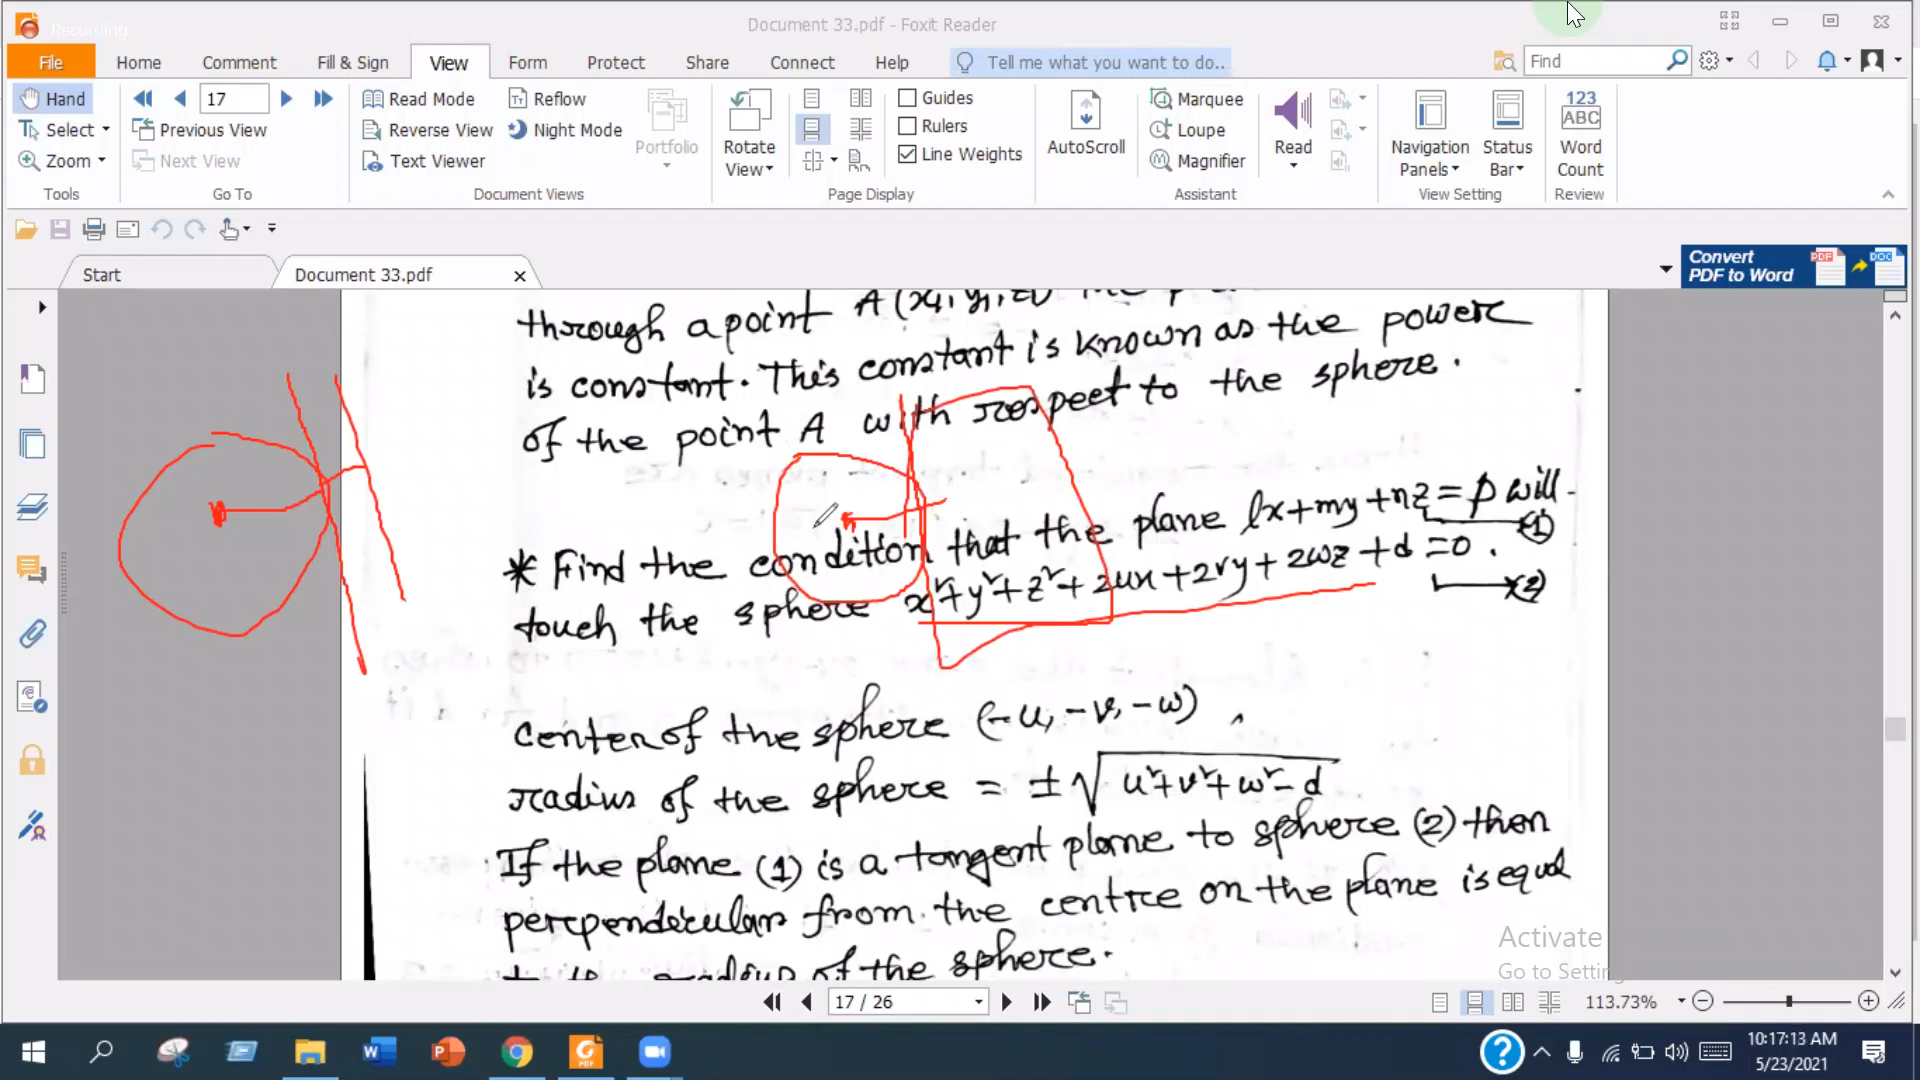 Recording
Document 33.pdf - Foxit Reader
File Home Comment Fill & Sign View Form Protect Share Connect Help Tell me what you want to do.. Find
Hand 17 Read Mode Reflow Guides Marquee 123
Select Previous View Reverse View Night Mode Rulers Loupe ABC
Zoom Next View Text Viewer Portfolio Rotate View Line Weights AutoScroll Magnifier Read Navigation Panels Status Bar Word Count
Tools Go To Document Views Page Display Assistant View Setting Review
Start Document 33.pdf
Convert PDF DOC
PDF to Word
through a point A(x₁, y₁, z₁)
is constant. This constant is known as the power
of the point A with respect to the sphere.
* Find the condition that the plane lx+my+nz=p will (1)
touch the sphere x²+y²+z²+2ux+2vy+2wz+d=0. (2)
center of the sphere (-u, -v, -w)
radius of the sphere = ±√u²+v²+w²-d
If the plane (1) is a tangent plane to sphere (2) then
perpendicular from the centre on the plane is equal
radius of the sphere.
Activate
Go to Settin
17 / 26 113.73%
10:17:13 AM
5/23/2021